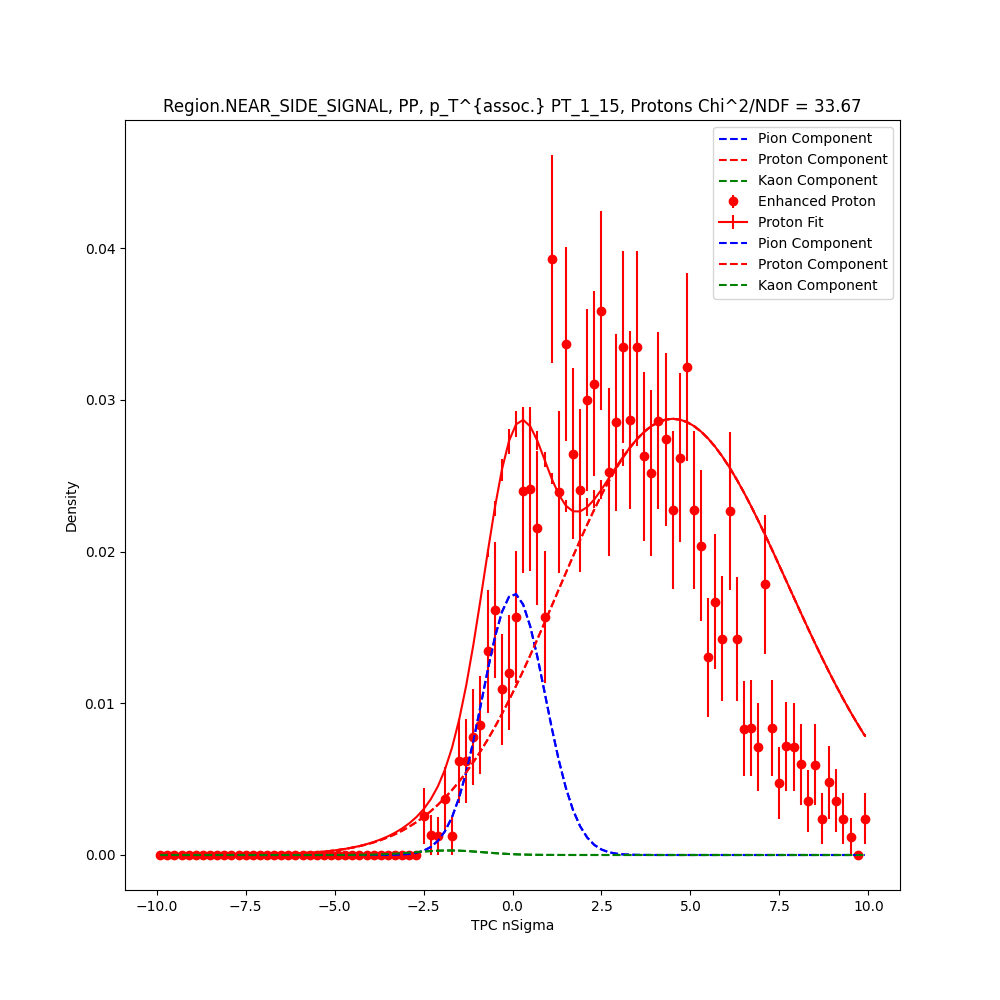 Region.NEAR_SIDE_SIGNAL, PP, p_T^{assoc.} PT_1_15, Protons Chi^2/NDF = 33.67
Pion Component
Proton Component
Kaon Component
Enhanced Proton
Proton Fit
Pion Component
Proton Component
Kaon Component
0.04
0.03
0.02
0.01
0.00
Density
−10.0
−7.5
−5.0
−2.5
0.0
2.5
5.0
7.5
10.0
TPC nSigma